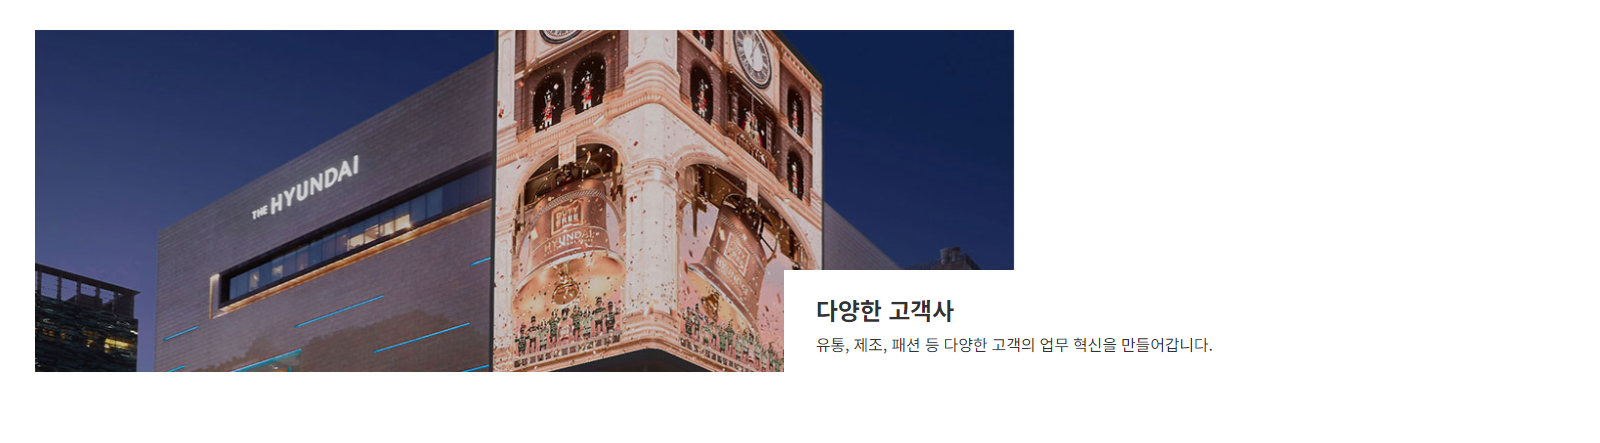 THE HYUNDAI
HYUNDAI
다양한 고객사
유통, 제조, 패션 등 다양한 고객의 업무 혁신을 만들어갑니다.